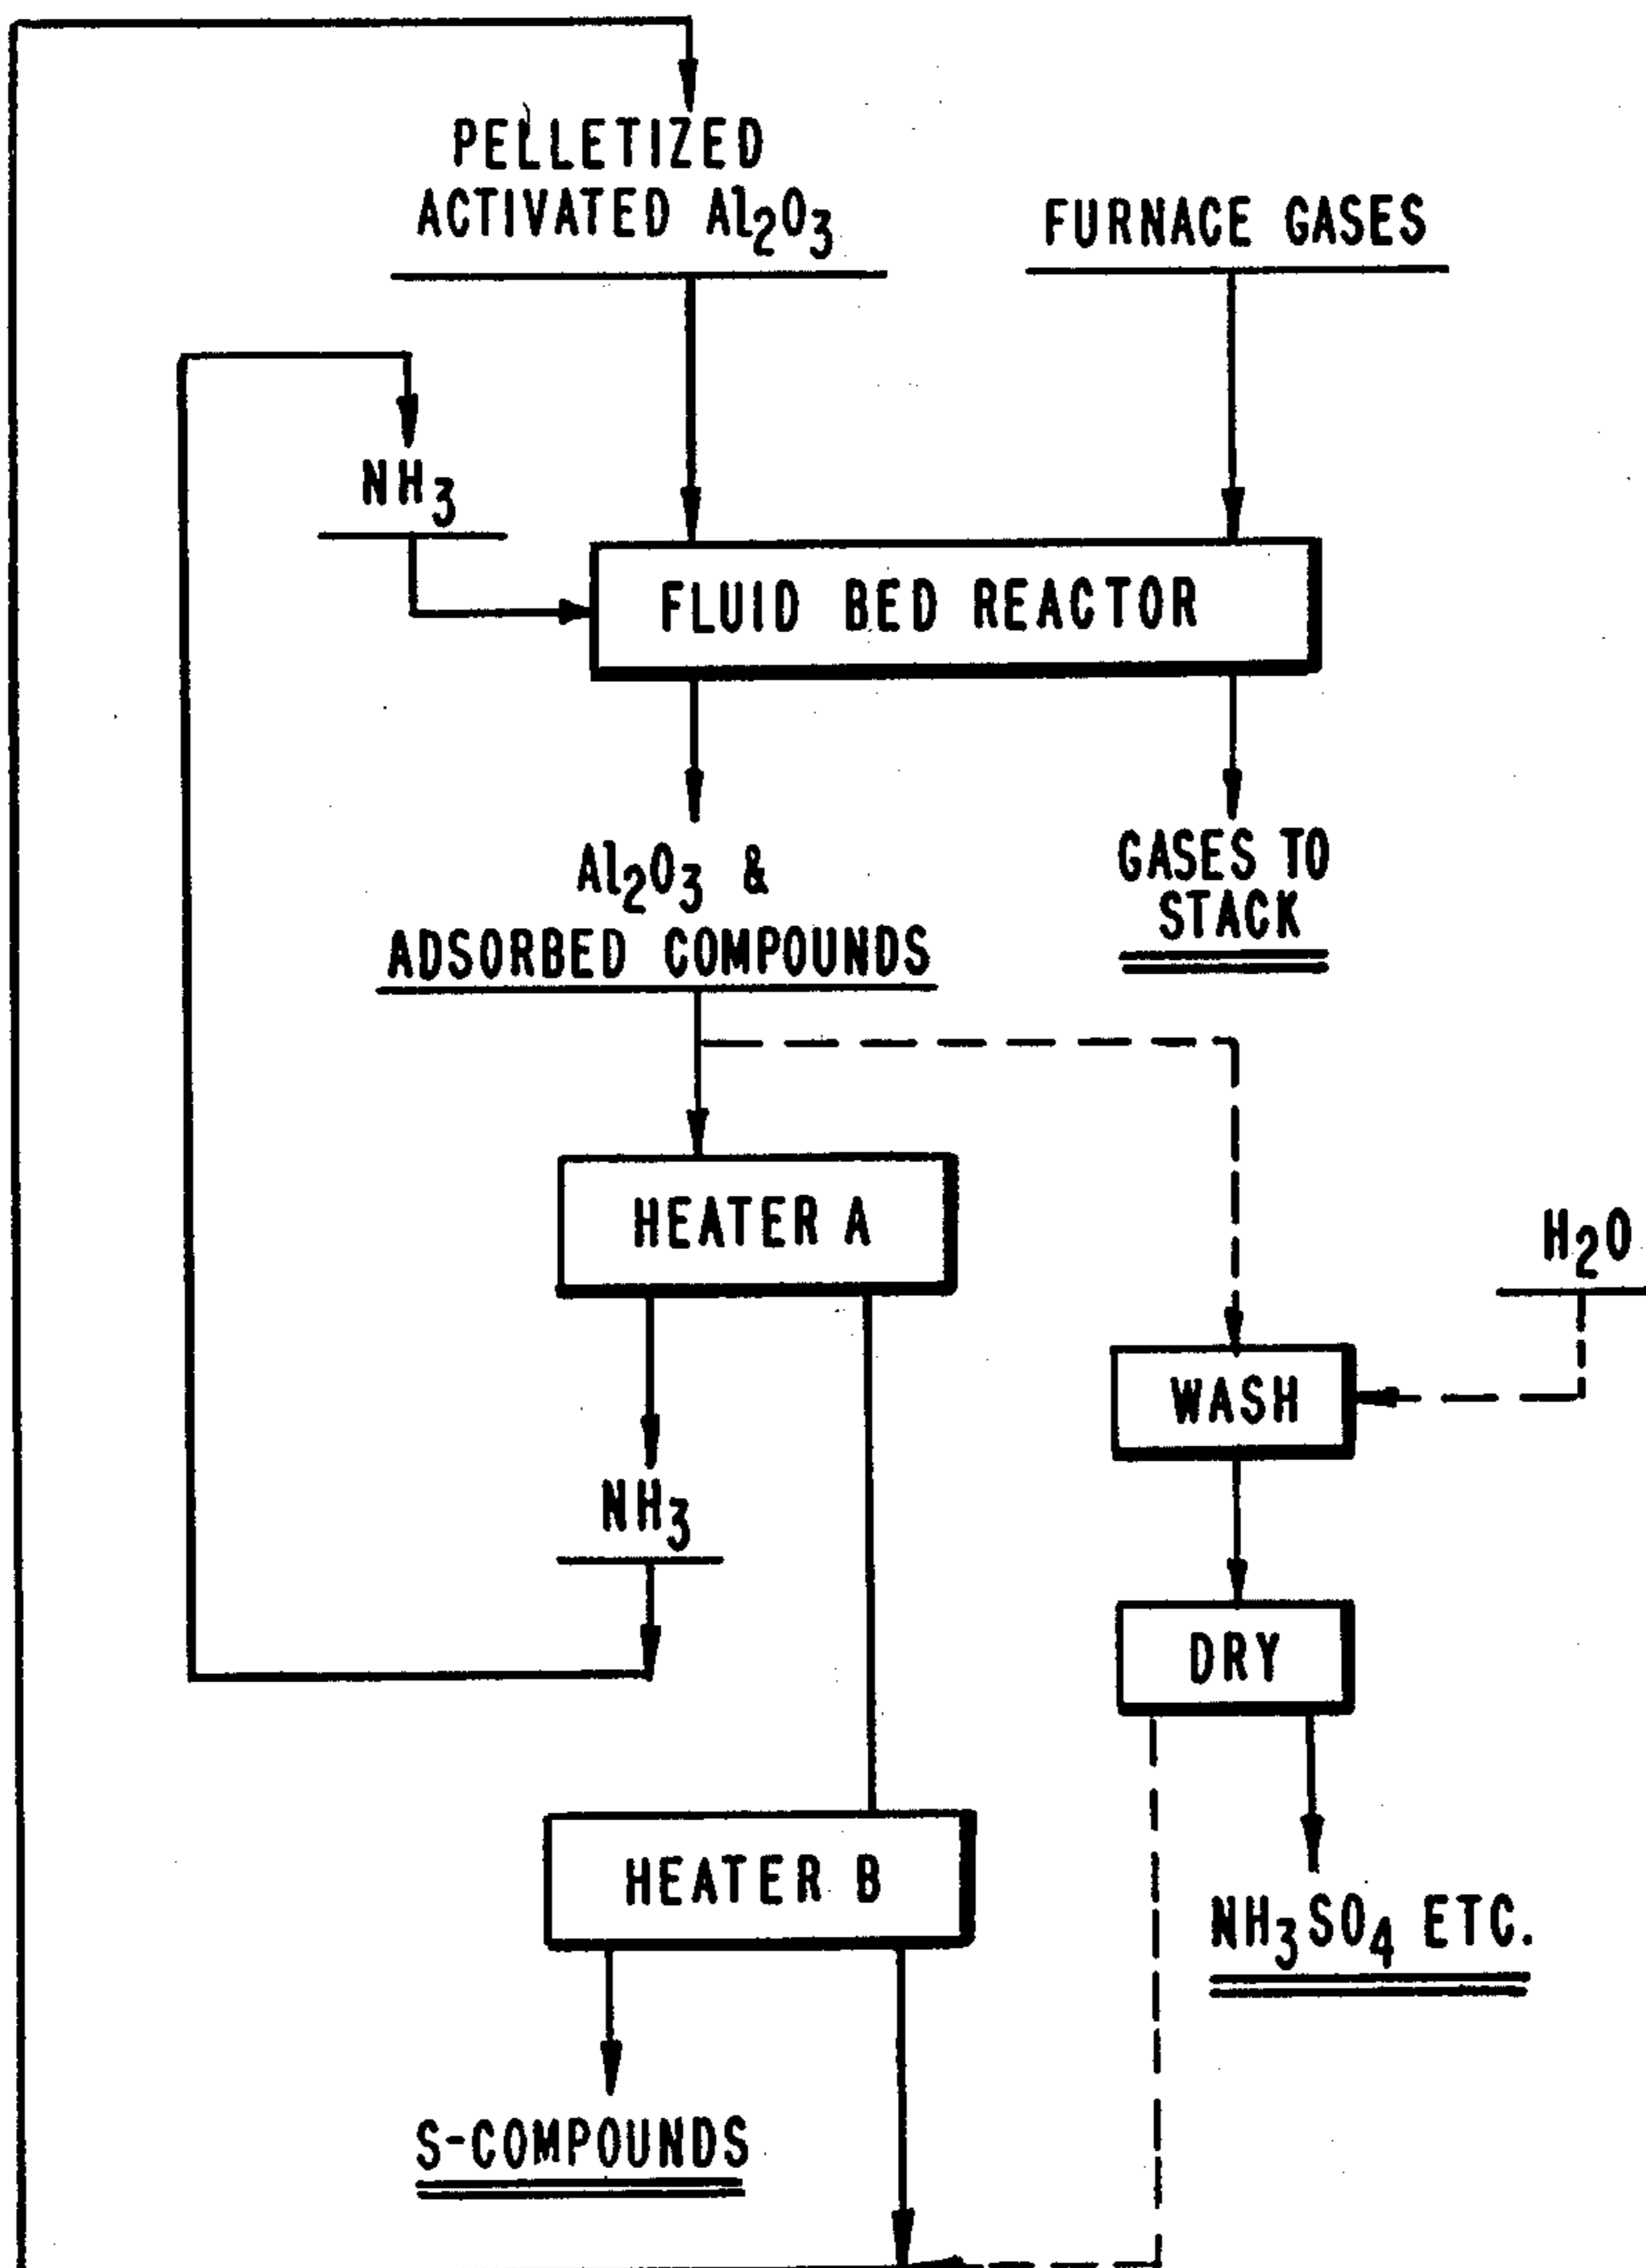 PELLETIZED
ACTIVATED Al₂O₃
FURNACE GASES
NH₃
FLUID BED REACTOR
Al₂O₃ &
ADSORBED COMPOUNDS
GASES TO
STACK
HEATER A
H₂O
WASH
NH₃
DRY
HEATER B
NH₃SO₄ ETC.
S-COMPOUNDS